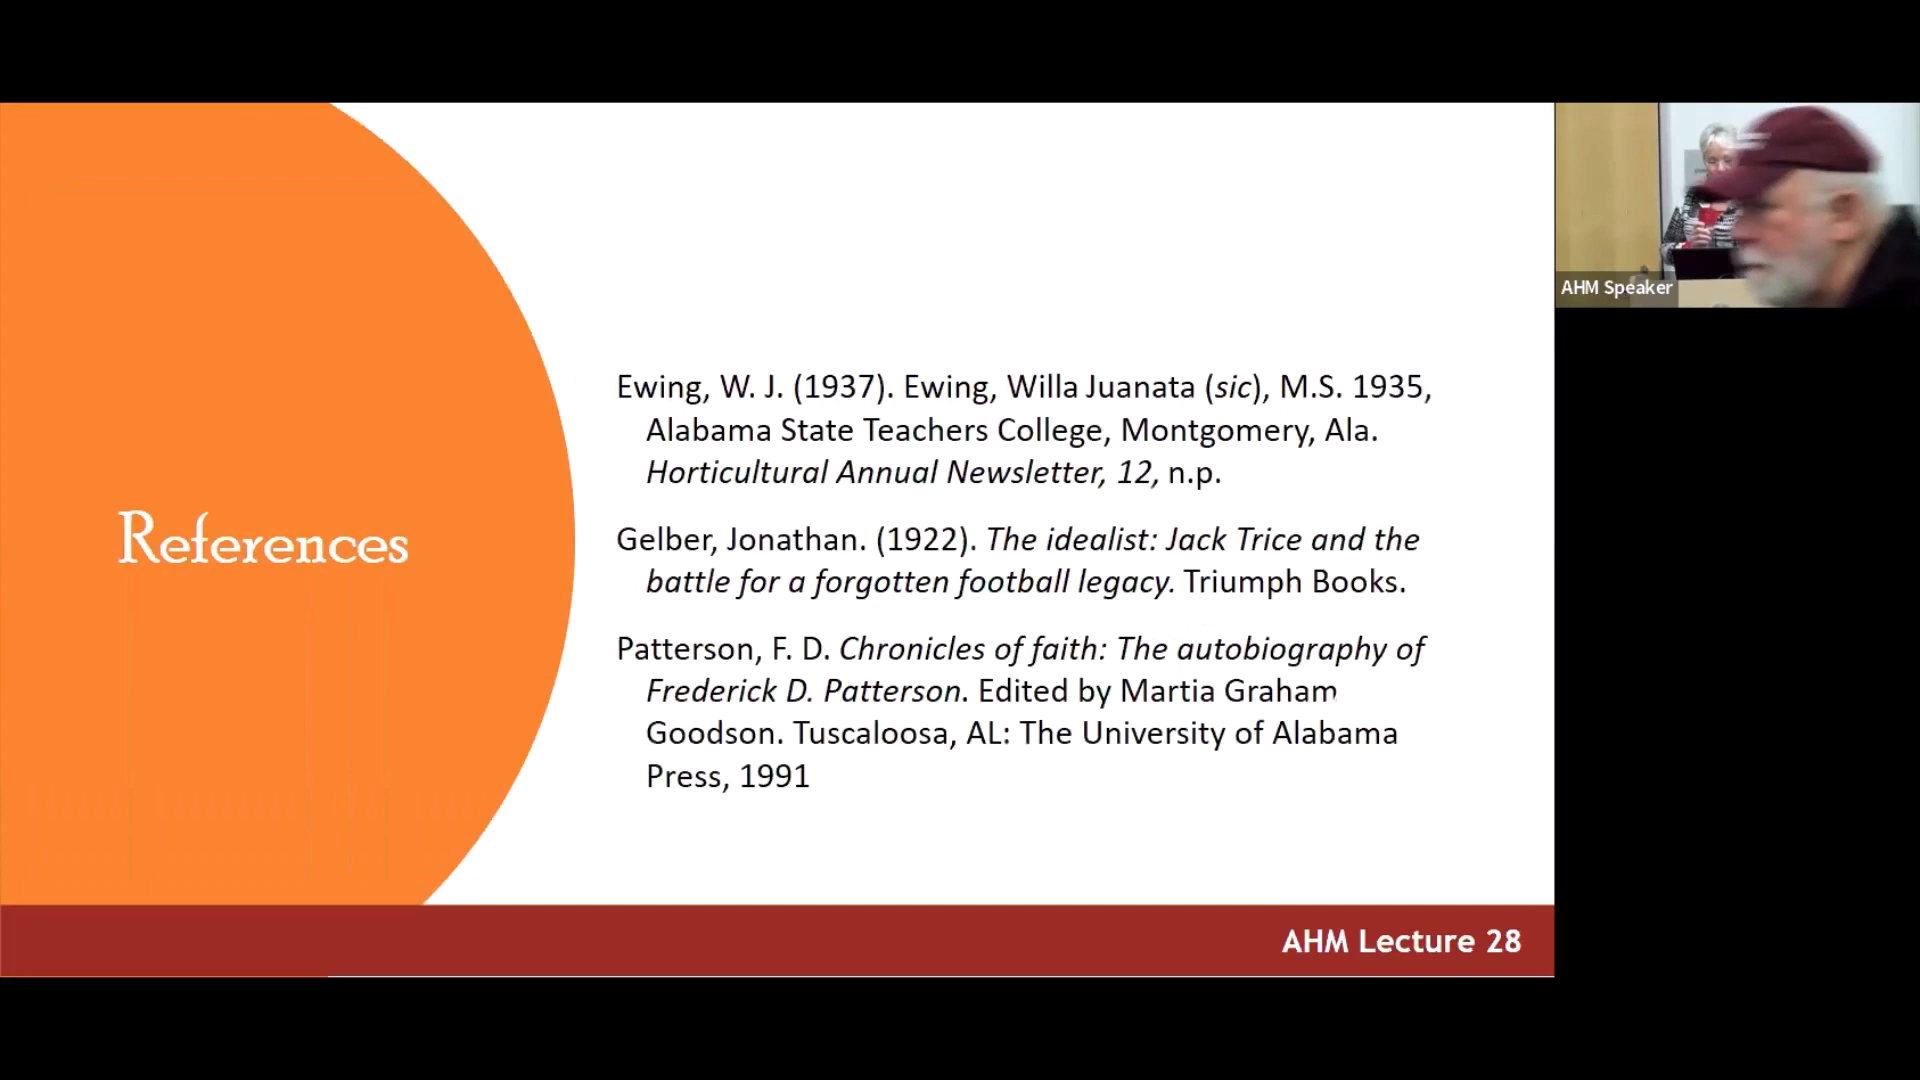 References
Ewing, W. J. (1937). Ewing, Willa Juanata (sic), M.S. 1935,
Alabama State Teachers College, Montgomery, Ala.
Horticultural Annual Newsletter, 12, n.p.
Gelber, Jonathan. (1922). The idealist: Jack Trice and the
battle for a forgotten football legacy. Triumph Books.
Patterson, F. D. Chronicles of faith: The autobiography of
Frederick D. Patterson. Edited by Martia Graham
Goodson. Tuscaloosa, AL: The University of Alabama
Press, 1991
AHM Lecture 28
AHM Speaker